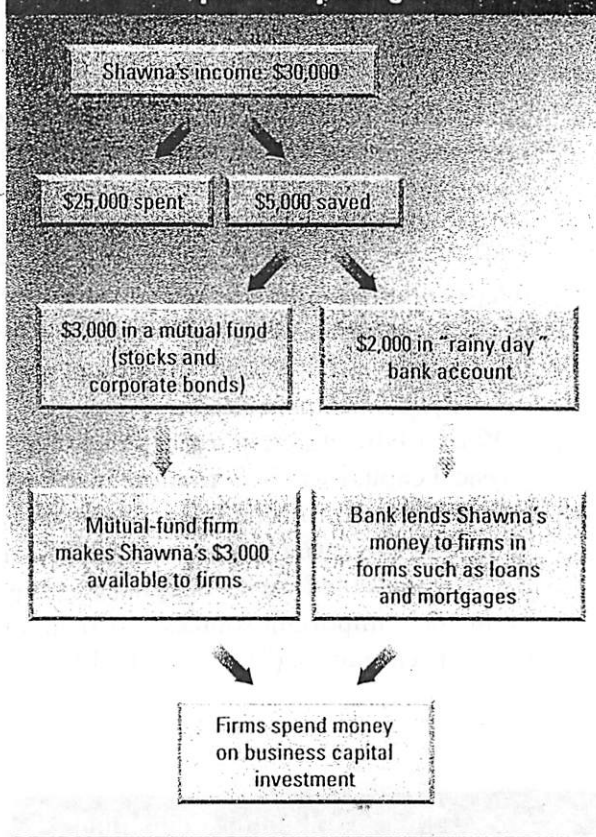 Shawna's income $30,000
$25,000 spent
$5,000 saved
$3,000 in a mutual fund
(stocks and
corporate bonds)
$2,000 in "rainy day"
bank account
Mutual-fund firm
makes Shawna's $3,000
available to firms
Bank lends Shawna's
money to firms in
forms such as loans
and mortgages
Firms spend money
on business capital
investment